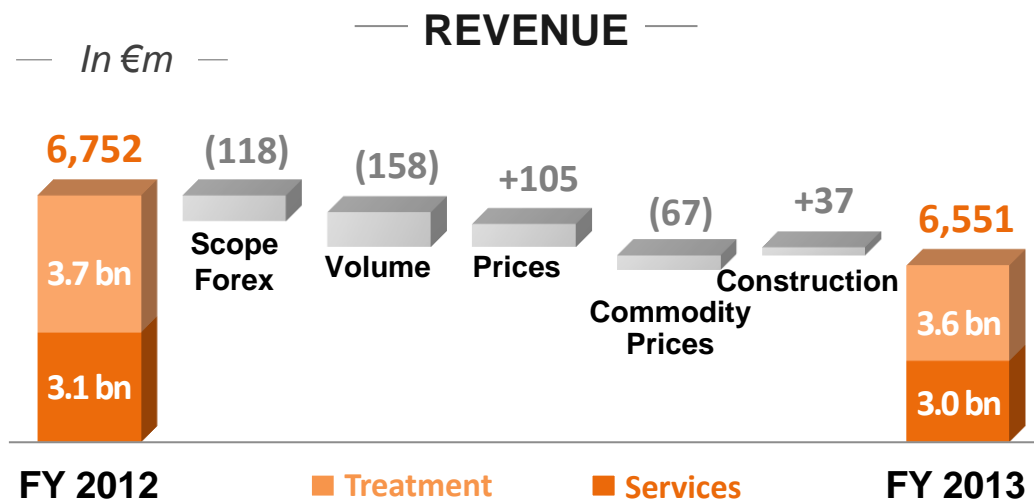 REVENUE
In €m
6,752
(118)
(158)
+105
(67)
+37
6,551
Scope
Forex
Volume
Prices
Commodity
Prices
Construction
3.7 bn
3.1 bn
3.6 bn
3.0 bn
FY 2012
Treatment
Services
FY 2013